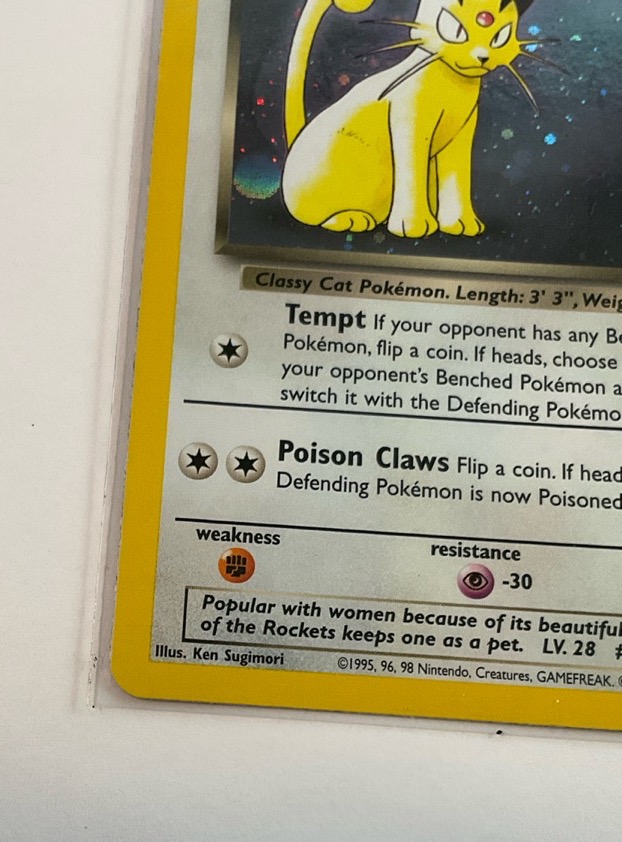 Classy Cat Pokémon. Length: 3' 3", Weig
Tempt If your opponent has any Be
Pokémon, flip a coin. If heads, choose
your opponent's Benched Pokémon a
switch it with the Defending Pokémo
Poison Claws Flip a coin. If head
Defending Pokémon is now Poisoned
weakness
resistance
-30
Popular with women because of its beautiful
of the Rockets keeps one as a pet. LV. 28 #
Illus. Ken Sugimori
©1995, 96, 98 Nintendo, Creatures, GAMEFREAK. ©